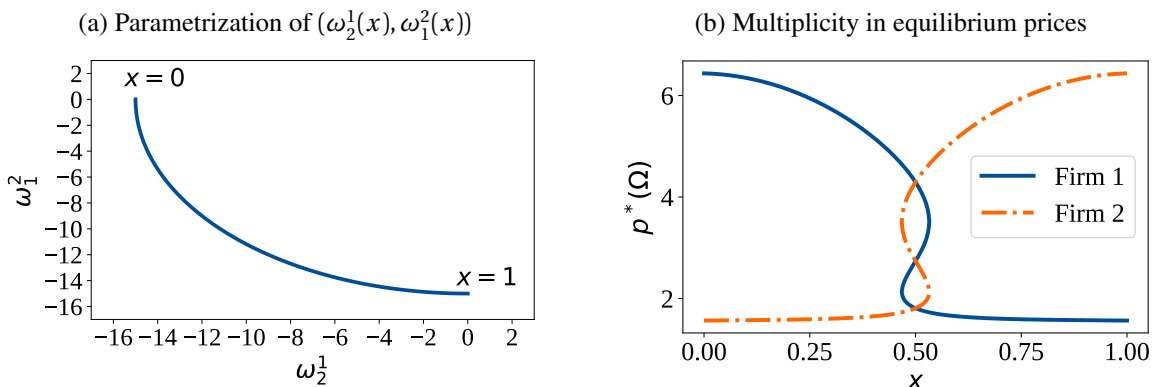 (a) Parametrization of (ω₂¹(x), ω₁²(x))
2
0
−2
−4
−6
−8
−10
−12
−14
−16
ω₁²
x = 0
x = 1
−16 −14 −12 −10 −8 −6 −4 −2 0 2
ω₂¹
(b) Multiplicity in equilibrium prices
6
4
2
p* (Ω)
Firm 1
Firm 2
0.00 0.25 0.50 0.75 1.00
x